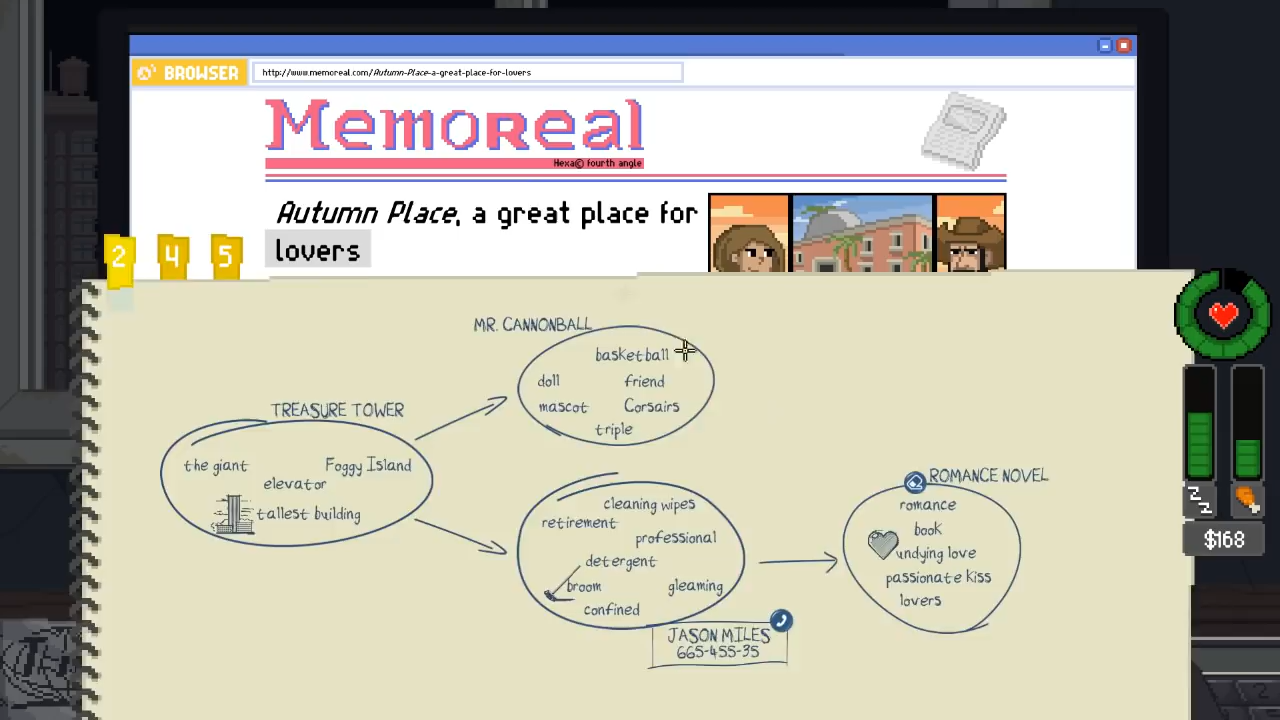 BROWSER
http://www.memoreal.com/Autumn-Place-a-great-place-for-lovers
Memoreal
Hexa© fourth angle
Autumn Place, a great place for
lovers
2 4 5
MR. CANNONBALL
basketball
doll friend
mascot Corsairs
triple
TREASURE TOWER
the giant Foggy Island
elevator
tallest building
cleaning wipes
retirement
professional
detergent
broom gleaming
confined
JASON MILES
665-455-35
ROMANCE NOVEL
romance
book
undying love
passionate kiss
lovers
zzz
$168